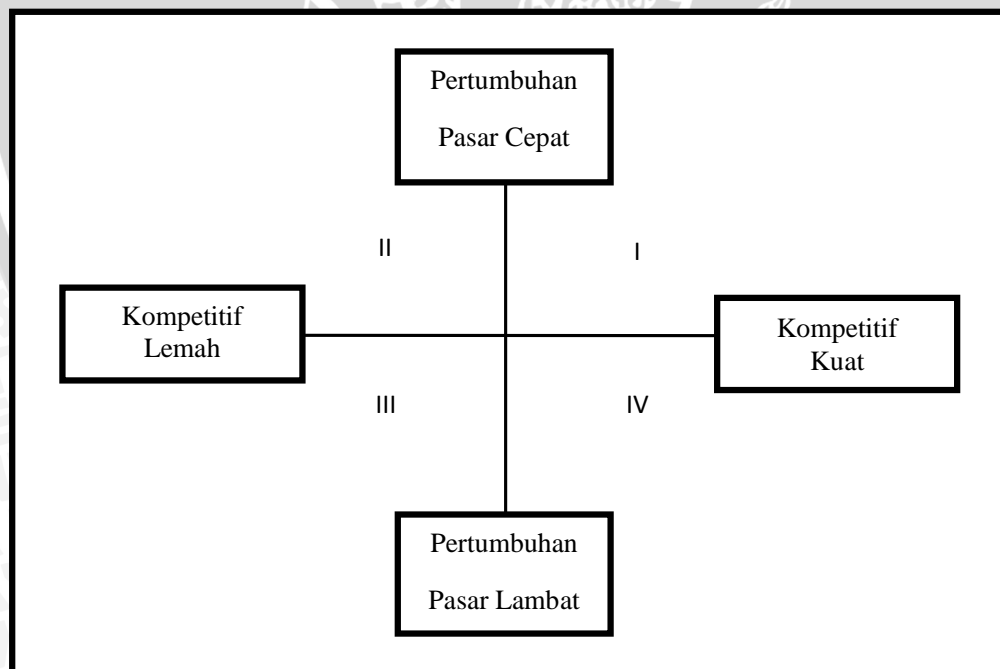 Pertumbuhan
Pasar Cepat
II
I
Kompetitif
Lemah
Kompetitif
Kuat
III
IV
Pertumbuhan
Pasar Lambat